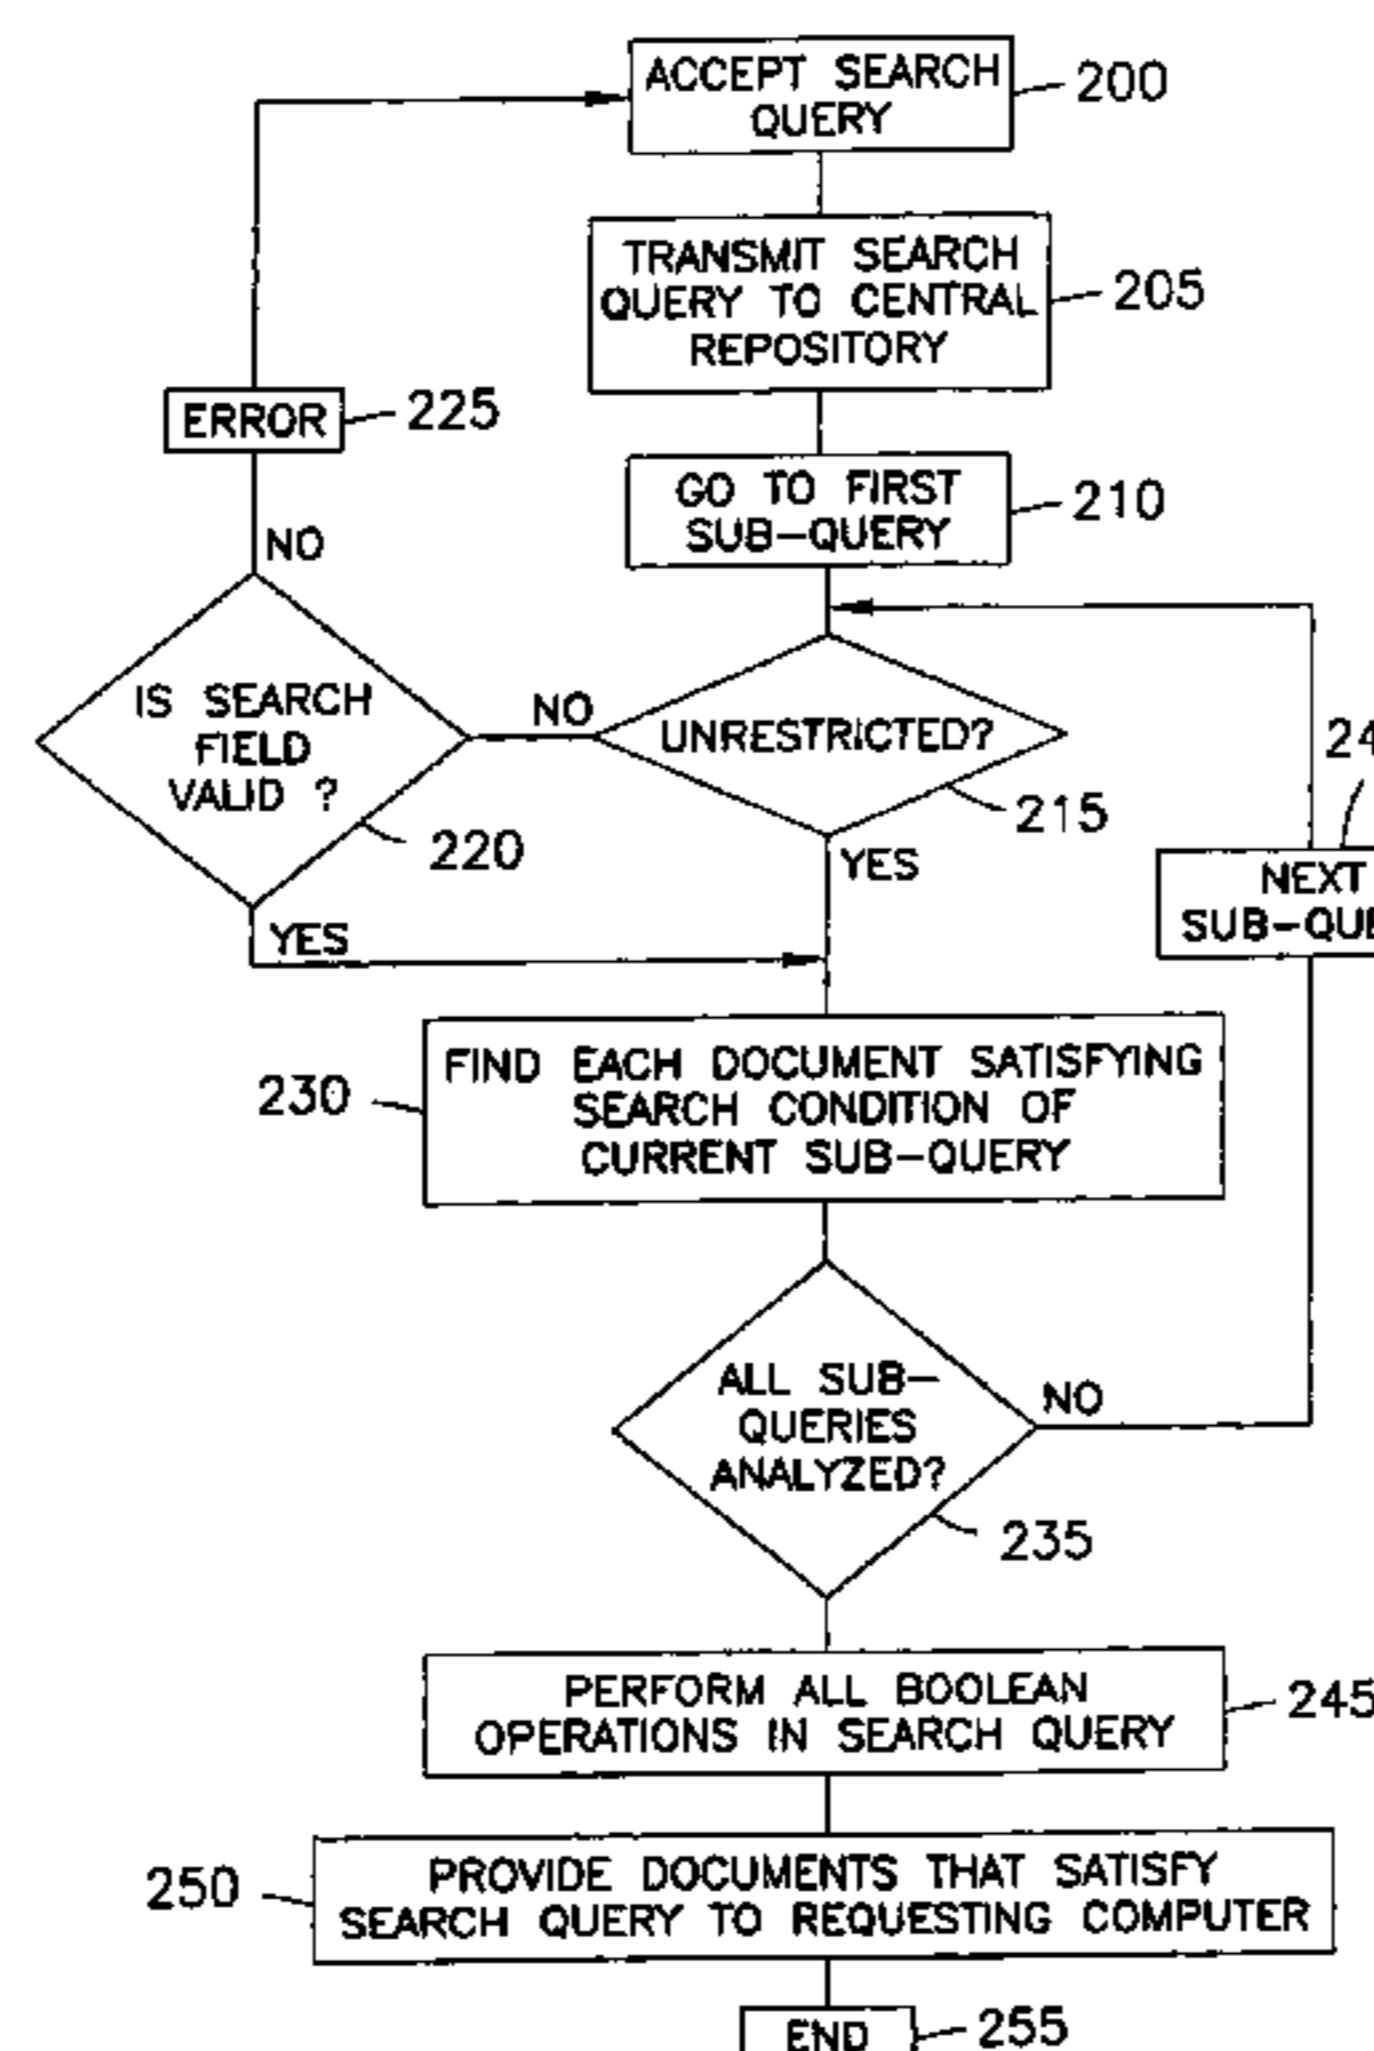 ACCEPT SEARCH
QUERY
200
TRANSMIT SEARCH
QUERY TO CENTRAL
REPOSITORY
205
ERROR
225
GO TO FIRST
SUB-QUERY
210
NO
IS SEARCH
FIELD
VALID ?
220
NO
UNRESTRICTED?
215
YES
YES
NEXT
FIND EACH DOCUMENT SATISFYING
SEARCH CONDITION OF
CURRENT SUB-QUERY
230
ALL SUB-
QUERIES
ANALYZED?
NO
235
PERFORM ALL BOOLEAN
OPERATIONS IN SEARCH QUERY
245
PROVIDE DOCUMENTS THAT SATISFY
SEARCH QUERY TO REQUESTING COMPUTER
250
END
255